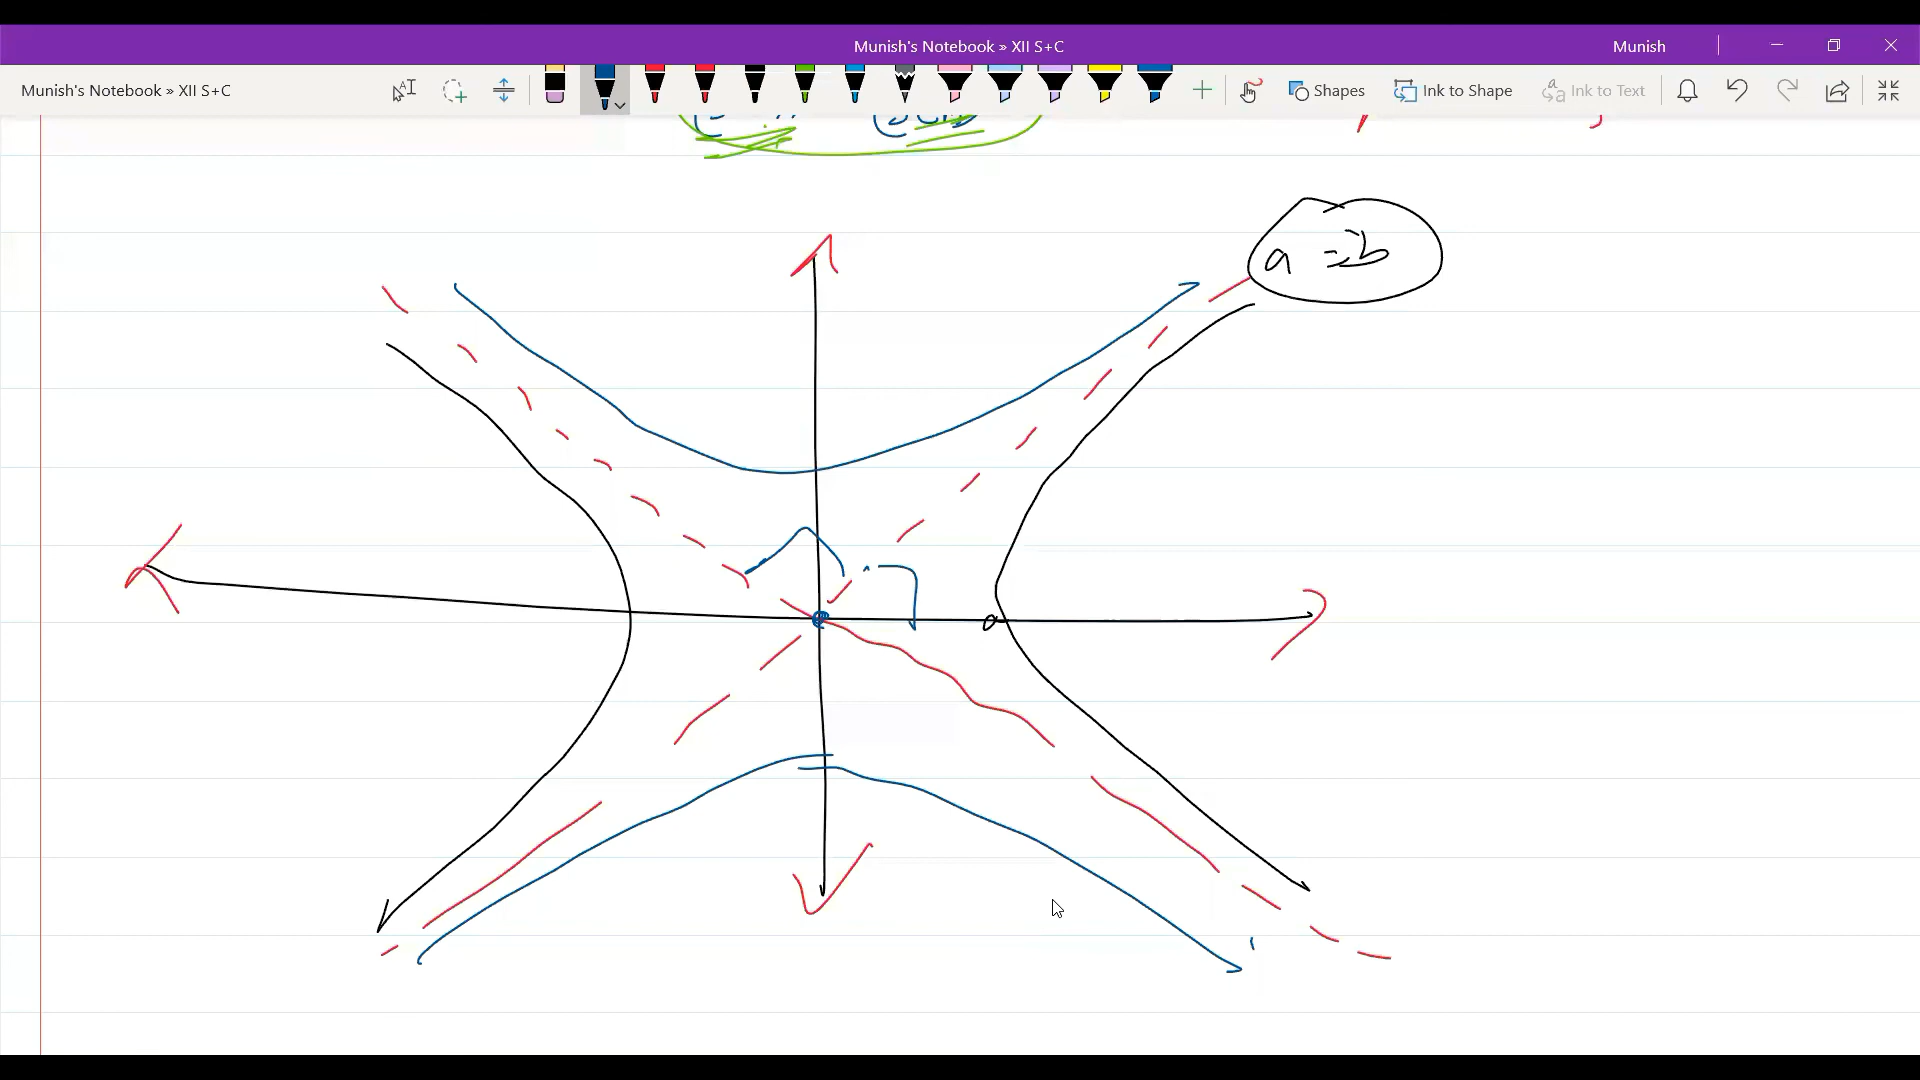 Munish's Notebook » XII S+C
Munish
Munish's Notebook » XII S+C
Shapes
Ink to Shape
Ink to Text
a = b
a